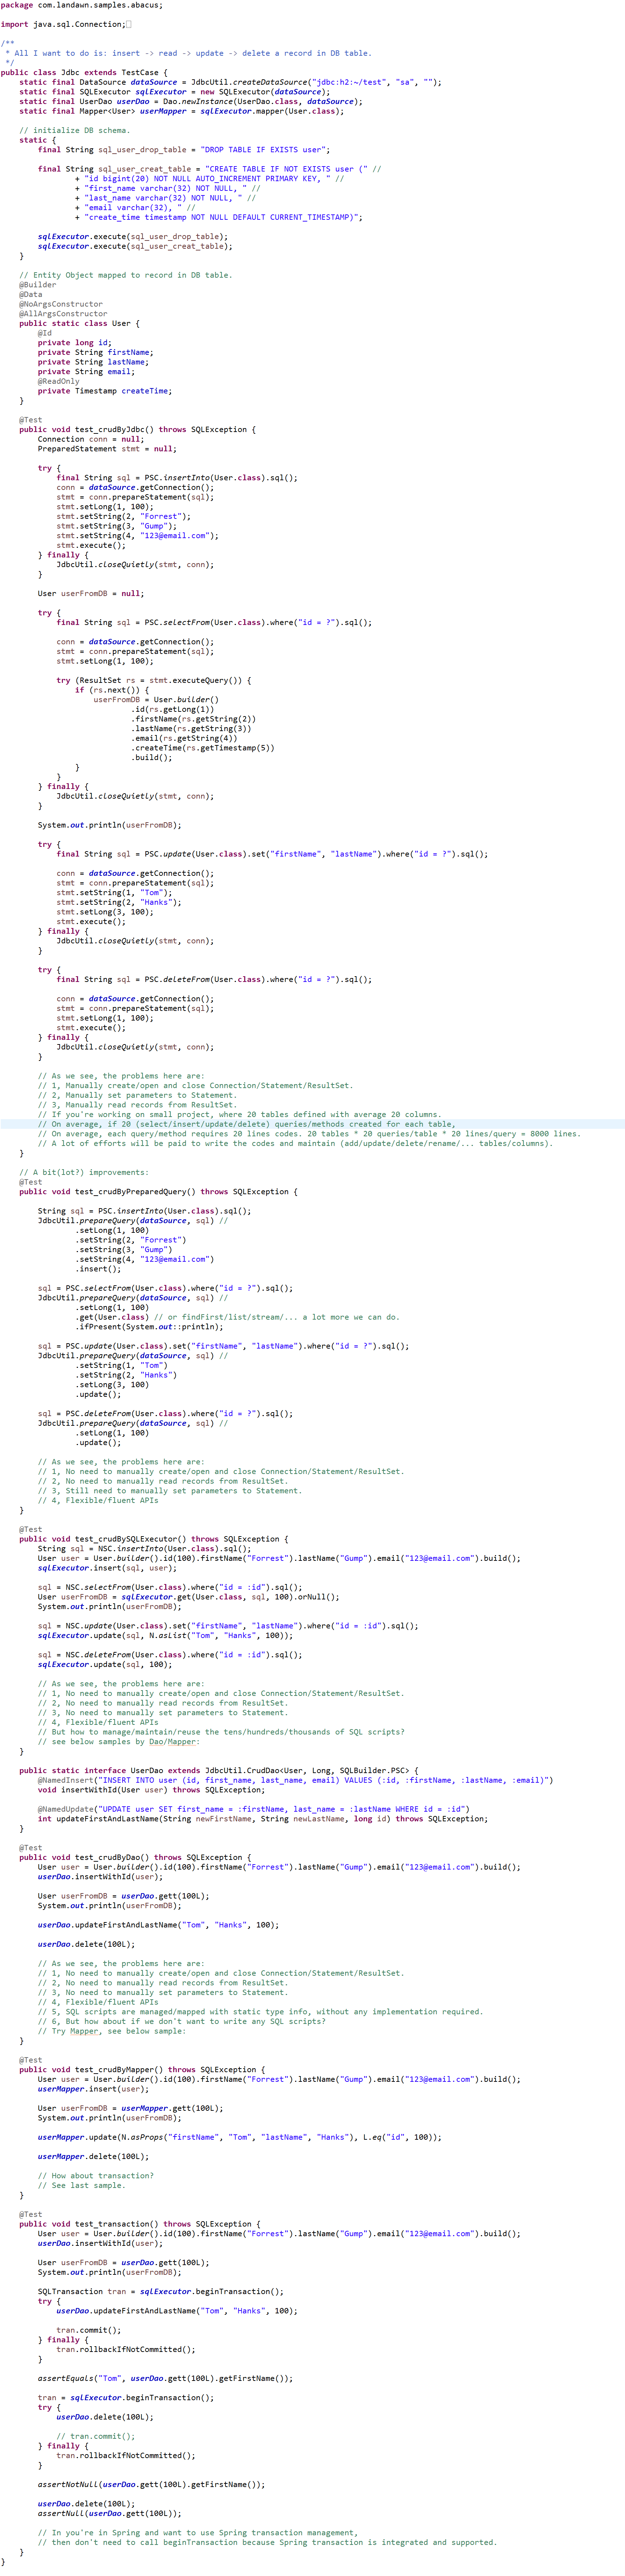 package com.landawn.samples.abacus;
import java.sql.Connection;
/**
 * All I want to do is: insert -> read -> update -> delete a record in DB table.
 */
public class Jdbc extends TestCase {
    static final DataSource dataSource = JdbcUtil.createDataSource("jdbc:h2:~/test", "sa", "");
    static final SQLExecutor sqlExecutor = new SQLExecutor(dataSource);
    static final UserDao userDao = Dao.newInstance(UserDao.class, dataSource);
    static final Mapper<User> userMapper = sqlExecutor.mapper(User.class);
    // initialize DB schema.
    static {
        final String sql_user_drop_table = "DROP TABLE IF EXISTS user";
        final String sql_user_creat_table = "CREATE TABLE IF NOT EXISTS user (" //
                + "id bigint(20) NOT NULL AUTO_INCREMENT PRIMARY KEY, " //
                + "first_name varchar(32) NOT NULL, " //
                + "last_name varchar(32) NOT NULL, " //
                + "email varchar(32), " //
                + "create_time timestamp NOT NULL DEFAULT CURRENT_TIMESTAMP)";
        sqlExecutor.execute(sql_user_drop_table);
        sqlExecutor.execute(sql_user_creat_table);
    }
    // Entity Object mapped to record in DB table.
    @Builder
    @Data
    @NoArgsConstructor
    @AllArgsConstructor
    public static class User {
        @Id
        private long id;
        private String firstName;
        private String lastName;
        private String email;
        @ReadOnly
        private Timestamp createTime;
    }
    @Test
    public void test_crudByJdbc() throws SQLException {
        Connection conn = null;
        PreparedStatement stmt = null;
        try {
            final String sql = PSC.insertInto(User.class).sql();
            conn = dataSource.getConnection();
            stmt = conn.prepareStatement(sql);
            stmt.setLong(1, 100);
            stmt.setString(2, "Forrest");
            stmt.setString(3, "Gump");
            stmt.setString(4, "123@email.com");
            stmt.execute();
        } finally {
            JdbcUtil.closeQuietly(stmt, conn);
        }
        User userFromDB = null;
        try {
            final String sql = PSC.selectFrom(User.class).where("id = ?").sql();
            conn = dataSource.getConnection();
            stmt = conn.prepareStatement(sql);
            stmt.setLong(1, 100);
            try (ResultSet rs = stmt.executeQuery()) {
                if (rs.next()) {
                    userFromDB = User.builder()
                            .id(rs.getLong(1))
                            .firstName(rs.getString(2))
                            .lastName(rs.getString(3))
                            .email(rs.getString(4))
                            .createTime(rs.getTimestamp(5))
                            .build();
                }
            }
        } finally {
            JdbcUtil.closeQuietly(stmt, conn);
        }
        System.out.println(userFromDB);
        try {
            final String sql = PSC.update(User.class).set("firstName", "lastName").where("id = ?").sql();
            conn = dataSource.getConnection();
            stmt = conn.prepareStatement(sql);
            stmt.setString(1, "Tom");
            stmt.setString(2, "Hanks");
            stmt.setLong(3, 100);
            stmt.execute();
        } finally {
            JdbcUtil.closeQuietly(stmt, conn);
        }
        try {
            final String sql = PSC.deleteFrom(User.class).where("id = ?").sql();
            conn = dataSource.getConnection();
            stmt = conn.prepareStatement(sql);
            stmt.setLong(1, 100);
            stmt.execute();
        } finally {
            JdbcUtil.closeQuietly(stmt, conn);
        }
        // As we see, the problems here are:
        // 1, Manually create/open and close Connection/Statement/ResultSet.
        // 2, Manually set parameters to Statement.
        // 3, Manually read records from ResultSet.
        // If you're working on small project, where 20 tables defined with average 20 columns.
        // On average, if 20 (select/insert/update/delete) queries/methods created for each table,
        // On average, each query/method requires 20 lines codes. 20 tables * 20 queries/table * 20 lines/query = 8000 lines.
        // A lot of efforts will be paid to write the codes and maintain (add/update/delete/rename/... tables/columns).
    }
    // A bit(lot?) improvements:
    @Test
    public void test_crudByPreparedQuery() throws SQLException {
        String sql = PSC.insertInto(User.class).sql();
        JdbcUtil.prepareQuery(dataSource, sql) //
                .setLong(1, 100)
                .setString(2, "Forrest")
                .setString(3, "Gump")
                .setString(4, "123@email.com")
                .insert();
        sql = PSC.selectFrom(User.class).where("id = ?").sql();
        JdbcUtil.prepareQuery(dataSource, sql) //
                .setLong(1, 100)
                .get(User.class) // or findFirst/list/stream/... a lot more we can do.
                .ifPresent(System.out::println);
        sql = PSC.update(User.class).set("firstName", "lastName").where("id = ?").sql();
        JdbcUtil.prepareQuery(dataSource, sql) //
                .setString(1, "Tom")
                .setString(2, "Hanks")
                .setLong(3, 100)
                .update();
        sql = PSC.deleteFrom(User.class).where("id = ?").sql();
        JdbcUtil.prepareQuery(dataSource, sql) //
                .setLong(1, 100)
                .update();
        // As we see, the problems here are:
        // 1, No need to manually create/open and close Connection/Statement/ResultSet.
        // 2, No need to manually read records from ResultSet.
        // 3, Still need to manually set parameters to Statement.
        // 4, Flexible/fluent APIs
    }
    @Test
    public void test_crudBySQLExecutor() throws SQLException {
        String sql = NSC.insertInto(User.class).sql();
        User user = User.builder().id(100).firstName("Forrest").lastName("Gump").email("123@email.com").build();
        sqlExecutor.insert(sql, user);
        sql = NSC.selectFrom(User.class).where("id = :id").sql();
        User userFromDB = sqlExecutor.get(User.class, sql, 100).orNull();
        System.out.println(userFromDB);
        sql = NSC.update(User.class).set("firstName", "lastName").where("id = :id").sql();
        sqlExecutor.update(sql, N.asList("Tom", "Hanks", 100));
        sql = NSC.deleteFrom(User.class).where("id = :id").sql();
        sqlExecutor.update(sql, 100);
        // As we see, the problems here are:
        // 1, No need to manually create/open and close Connection/Statement/ResultSet.
        // 2, No need to manually read records from ResultSet.
        // 3, No need to manually set parameters to Statement.
        // 4, Flexible/fluent APIs
        // But how to manage/maintain/reuse the tens/hundreds/thousands of SQL scripts?
        // see below samples by Dao/Mapper:
    }
    public static interface UserDao extends JdbcUtil.CrudDao<User, Long, SQLBuilder.PSC> {
        @NamedInsert("INSERT INTO user (id, first_name, last_name, email) VALUES (:id, :firstName, :lastName, :email)")
        void insertWithId(User user) throws SQLException;
        @NamedUpdate("UPDATE user SET first_name = :firstName, last_name = :lastName WHERE id = :id")
        int updateFirstAndLastName(String newFirstName, String newLastName, long id) throws SQLException;
    }
    @Test
    public void test_crudByDao() throws SQLException {
        User user = User.builder().id(100).firstName("Forrest").lastName("Gump").email("123@email.com").build();
        userDao.insertWithId(user);
        User userFromDB = userDao.gett(100L);
        System.out.println(userFromDB);
        userDao.updateFirstAndLastName("Tom", "Hanks", 100);
        userDao.delete(100L);
        // As we see, the problems here are:
        // 1, No need to manually create/open and close Connection/Statement/ResultSet.
        // 2, No need to manually read records from ResultSet.
        // 3, No need to manually set parameters to Statement.
        // 4, Flexible/fluent APIs
        // 5, SQL scripts are managed/mapped with static type info, without any implementation required.
        // 6, But how about if we don't want to write any SQL scripts?
        // Try Mapper, see below sample:
    }
    @Test
    public void test_crudByMapper() throws SQLException {
        User user = User.builder().id(100).firstName("Forrest").lastName("Gump").email("123@email.com").build();
        userMapper.insert(user);
        User userFromDB = userMapper.gett(100L);
        System.out.println(userFromDB);
        userMapper.update(N.asProps("firstName", "Tom", "lastName", "Hanks"), L.eq("id", 100));
        userMapper.delete(100L);
        // How about transaction?
        // See last sample.
    }
    @Test
    public void test_transaction() throws SQLException {
        User user = User.builder().id(100).firstName("Forrest").lastName("Gump").email("123@email.com").build();
        userDao.insertWithId(user);
        User userFromDB = userDao.gett(100L);
        System.out.println(userFromDB);
        SQLTransaction tran = sqlExecutor.beginTransaction();
        try {
            userDao.updateFirstAndLastName("Tom", "Hanks", 100);
            tran.commit();
        } finally {
            tran.rollbackIfNotCommitted();
        }
        assertEquals("Tom", userDao.gett(100L).getFirstName());
        tran = sqlExecutor.beginTransaction();
        try {
            userDao.delete(100L);
            // tran.commit();
        } finally {
            tran.rollbackIfNotCommitted();
        }
        assertNotNull(userDao.gett(100L).getFirstName());
        userDao.delete(100L);
        assertNull(userDao.gett(100L));
        // In you're in Spring and want to use Spring transaction management,
        // then don't need to call beginTransaction because Spring transaction is integrated and supported.
    }
}